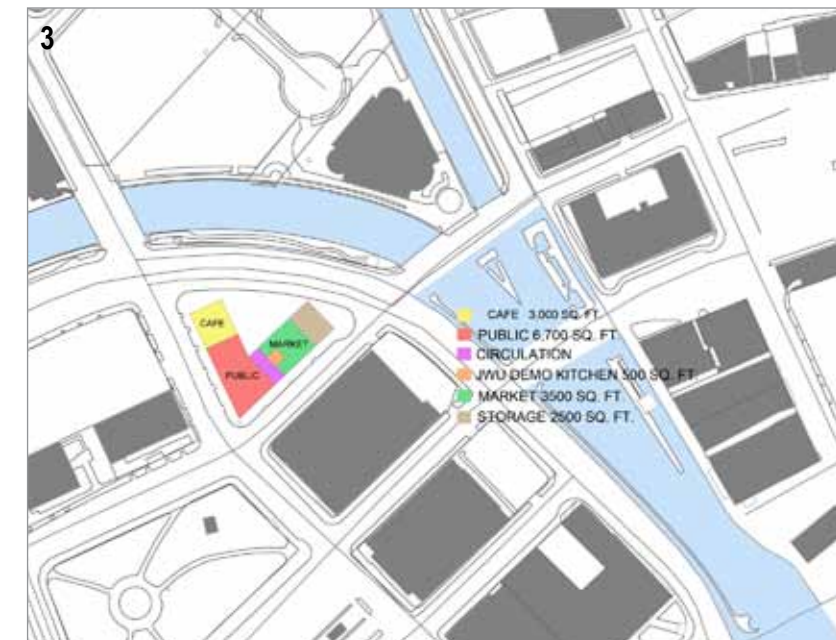 3
CAFE
MARKET
PUBLIC
CAFE 3 000 SQ. FT.
PUBLIC 6,700 SQ. FT.
CIRCULATION
JWU DEMO KITCHEN 500 SQ. FT.
MARKET 3500 SQ. FT.
STORAGE 2500 SQ. FT.